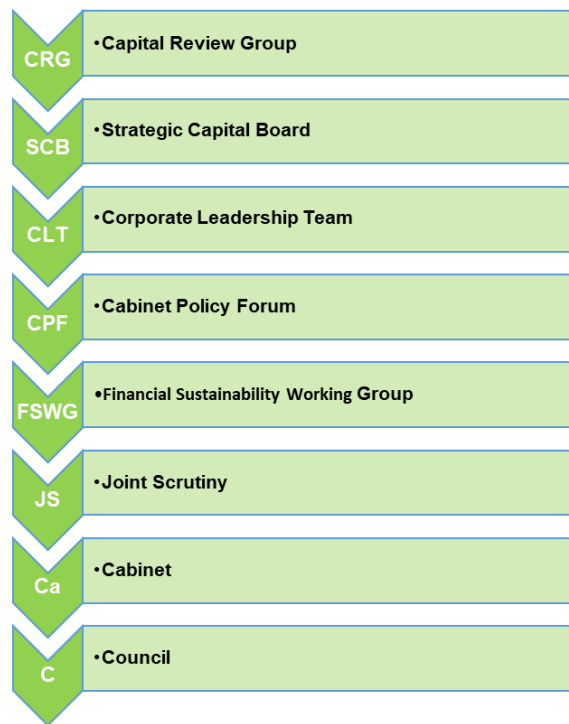 CRG
•Capital Review Group
SCB
•Strategic Capital Board
CLT
•Corporate Leadership Team
CPF
•Cabinet Policy Forum
FSWG
•Financial Sustainability Working Group
JS
•Joint Scrutiny
Ca
•Cabinet
C
•Council